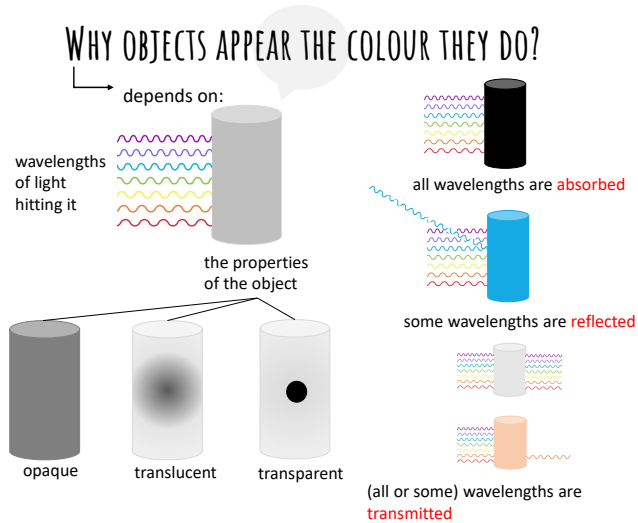 WHY OBJECTS APPEAR THE COLOUR THEY DO?
depends on:
wavelengths
of light
hitting it
the properties
of the object
opaque
translucent
transparent
all wavelengths are absorbed
some wavelengths are reflected
(all or some) wavelengths are
transmitted